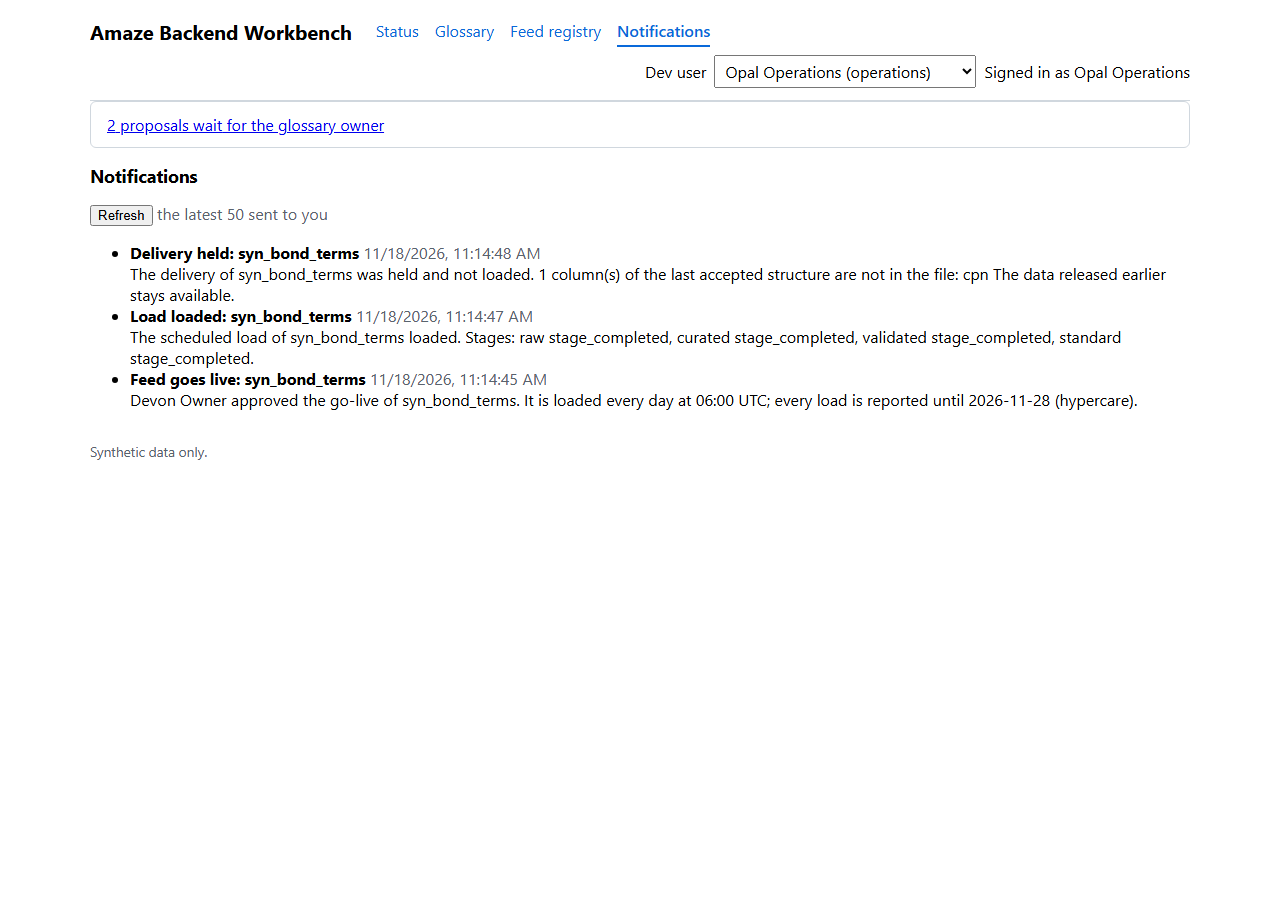 Amaze Backend Workbench Status Glossary Feed registry Notifications
Dev user Opal Operations (operations) Signed in as Opal Operations
2 proposals wait for the glossary owner
Notifications
Refresh the latest 50 sent to you
Delivery held: syn_bond_terms 11/18/2026, 11:14:48 AM
The delivery of syn_bond_terms was held and not loaded. 1 column(s) of the last accepted structure are not in the file: cpn The data released earlier
stays available.
Load loaded: syn_bond_terms 11/18/2026, 11:14:47 AM
The scheduled load of syn_bond_terms loaded. Stages: raw stage_completed, curated stage_completed, validated stage_completed, standard
stage_completed.
Feed goes live: syn_bond_terms 11/18/2026, 11:14:45 AM
Devon Owner approved the go-live of syn_bond_terms. It is loaded every day at 06:00 UTC; every load is reported until 2026-11-28 (hypercare).
Synthetic data only.